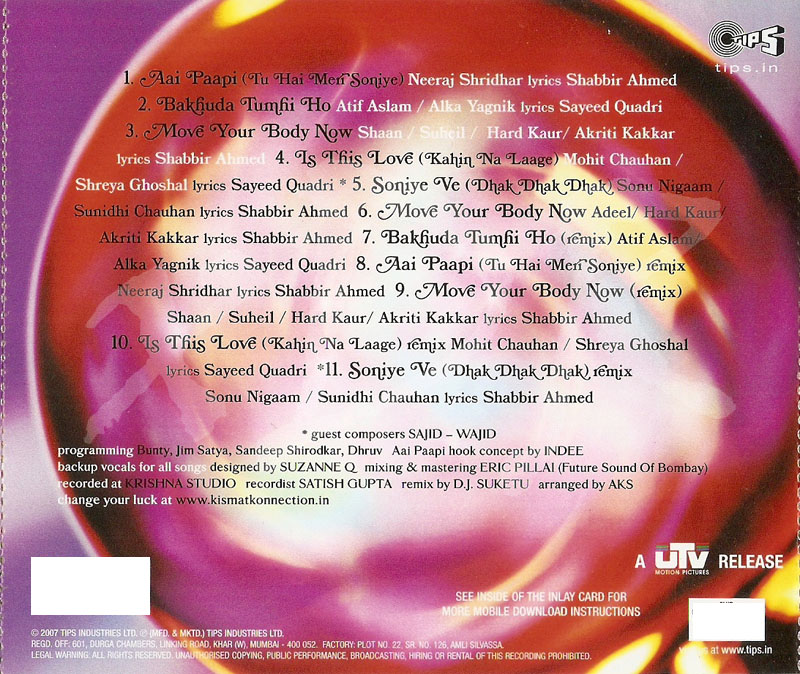 TIPS
tips.in
1. Aai Paapi (Tu Hai Meri Soniye) Neeraj Shridhar lyrics Shabbir Ahmed
2. Bakhuda Tumhi Ho Atif Aslam / Alka Yagnik lyrics Sayeed Quadri
3. Move Your Body Now Shaan / Suheil / Hard Kaur/ Akriti Kakkar
lyrics Shabbir Ahmed 4. Is This Love (Kahin Na Laage) Mohit Chauhan /
Shreya Ghoshal lyrics Sayeed Quadri * 5. Soniye Ve (Dhak Dhak Dhak) Sonu Nigaam /
Sunidhi Chauhan lyrics Shabbir Ahmed 6. Move Your Body Now Adeel/ Hard Kaur/
Akriti Kakkar lyrics Shabbir Ahmed 7. Bakhuda Tumhi Ho (remix) Atif Aslam/
Alka Yagnik lyrics Sayeed Quadri 8. Aai Paapi (Tu Hai Meri Soniye) remix
Neeraj Shridhar lyrics Shabbir Ahmed 9. Move Your Body Now (remix)
Shaan / Suheil / Hard Kaur/ Akriti Kakkar lyrics Shabbir Ahmed
10. Is This Love (Kahin Na Laage) remix Mohit Chauhan / Shreya Ghoshal
lyrics Sayeed Quadri *11. Soniye Ve (Dhak Dhak Dhak) remix
Sonu Nigaam / Sunidhi Chauhan lyrics Shabbir Ahmed
* guest composers SAJID – WAJID
programming Bunty, Jim Satya, Sandeep Shirodkar, Dhruv Aai Paapi hook concept by INDEE
backup vocals for all songs designed by SUZANNE Q. mixing & mastering ERIC PILLAI (Future Sound Of Bombay)
recorded at KRISHNA STUDIO recordist SATISH GUPTA remix by D.J. SUKETU arranged by AKS
change your luck at www.kismatkonnection.in
A UTV MOTION PICTURES RELEASE
SEE INSIDE OF THE INLAY CARD FOR
MORE MOBILE DOWNLOAD INSTRUCTIONS
© 2007 TIPS INDUSTRIES LTD. ℗ (MFD. & MKTD.) TIPS INDUSTRIES LTD.
REGD. OFF: 601, DURGA CHAMBERS, LINKING ROAD, KHAR (W), MUMBAI - 400 052. FACTORY: PLOT NO. 22, SR. NO. 126, AMLI SILVASSA.
LEGAL WARNING: ALL RIGHTS RESERVED. UNAUTHORISED COPYING, PUBLIC PERFORMANCE, BROADCASTING, HIRING OR RENTAL OF THIS RECORDING PROHIBITED.
at www.tips.in